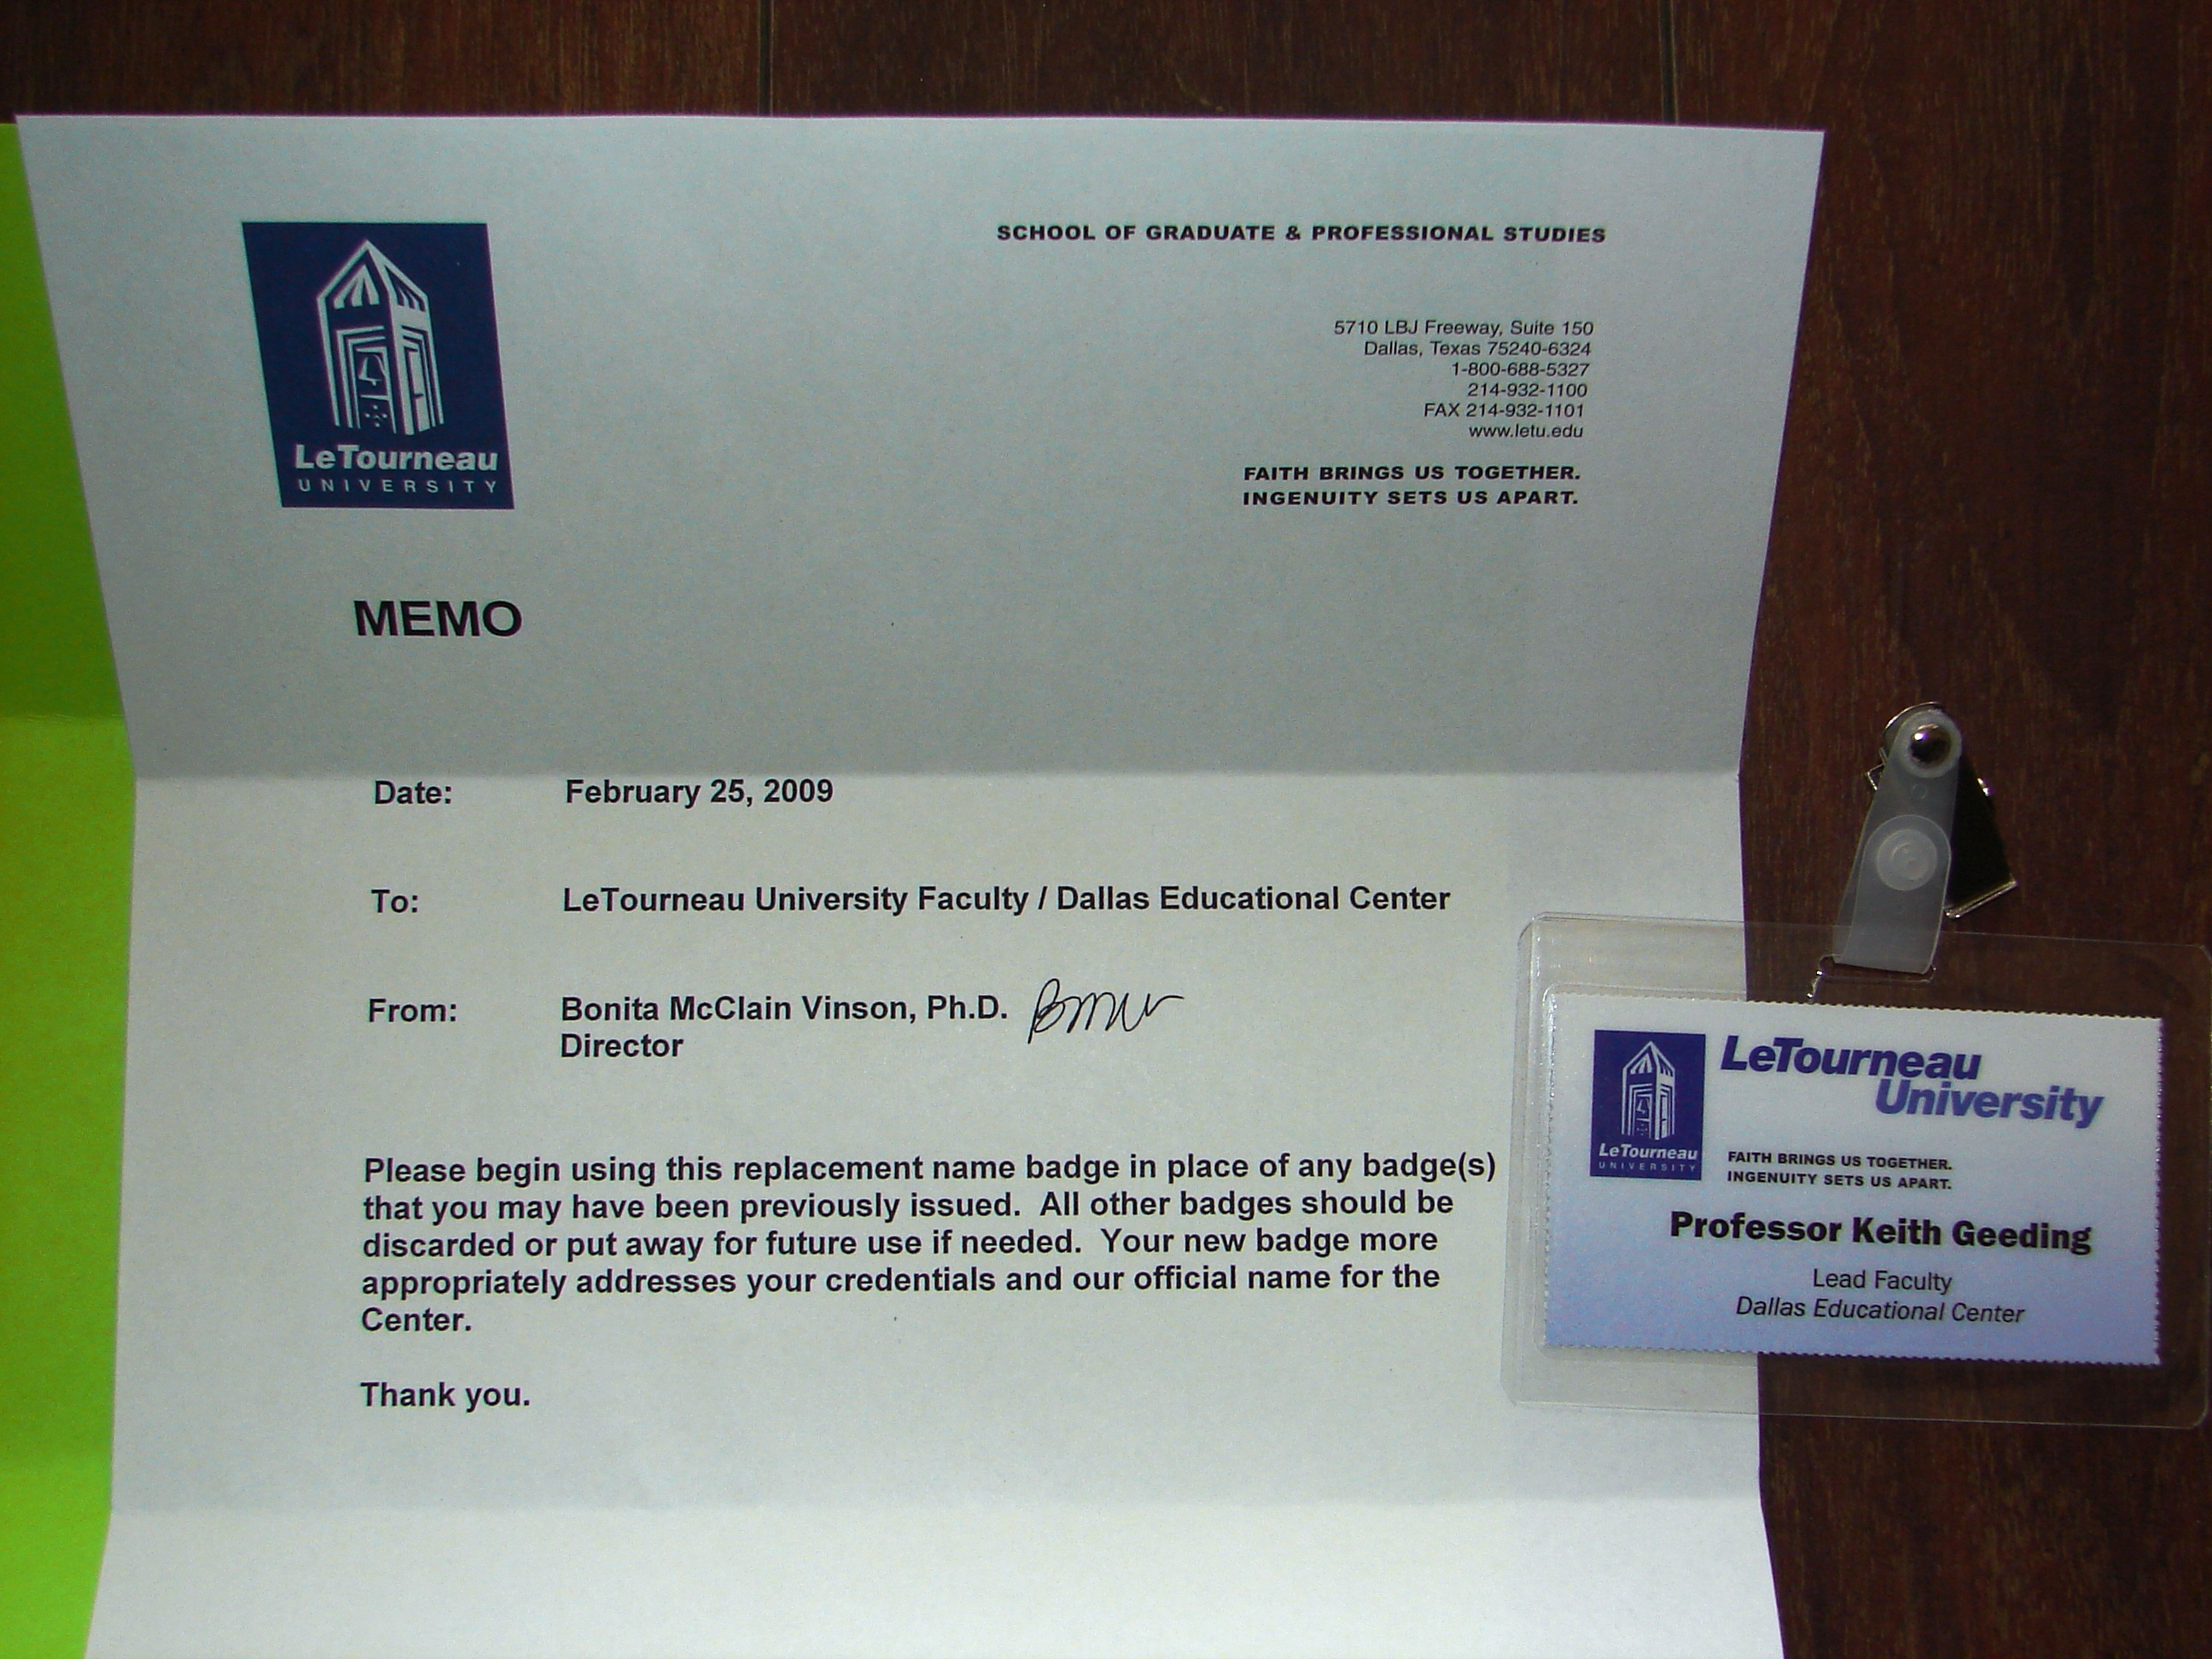 LeTourneau
UNIVERSITY
SCHOOL OF GRADUATE & PROFESSIONAL STUDIES
5710 LBJ Freeway, Suite 150
Dallas, Texas 75240-6324
1-800-688-5327
214-932-1100
FAX 214-932-1101
www.letu.edu
FAITH BRINGS US TOGETHER.
INGENUITY SETS US APART.
MEMO
Date: February 25, 2009
To: LeTourneau University Faculty / Dallas Educational Center
From: Bonita McClain Vinson, Ph.D.
Director
Please begin using this replacement name badge in place of any badge(s)
that you may have been previously issued. All other badges should be
discarded or put away for future use if needed. Your new badge more
appropriately addresses your credentials and our official name for the
Center.
Thank you.
LeTourneau
UNIVERSITY
LeTourneau
University
FAITH BRINGS US TOGETHER.
INGENUITY SETS US APART.
Professor Keith Geeding
Lead Faculty
Dallas Educational Center